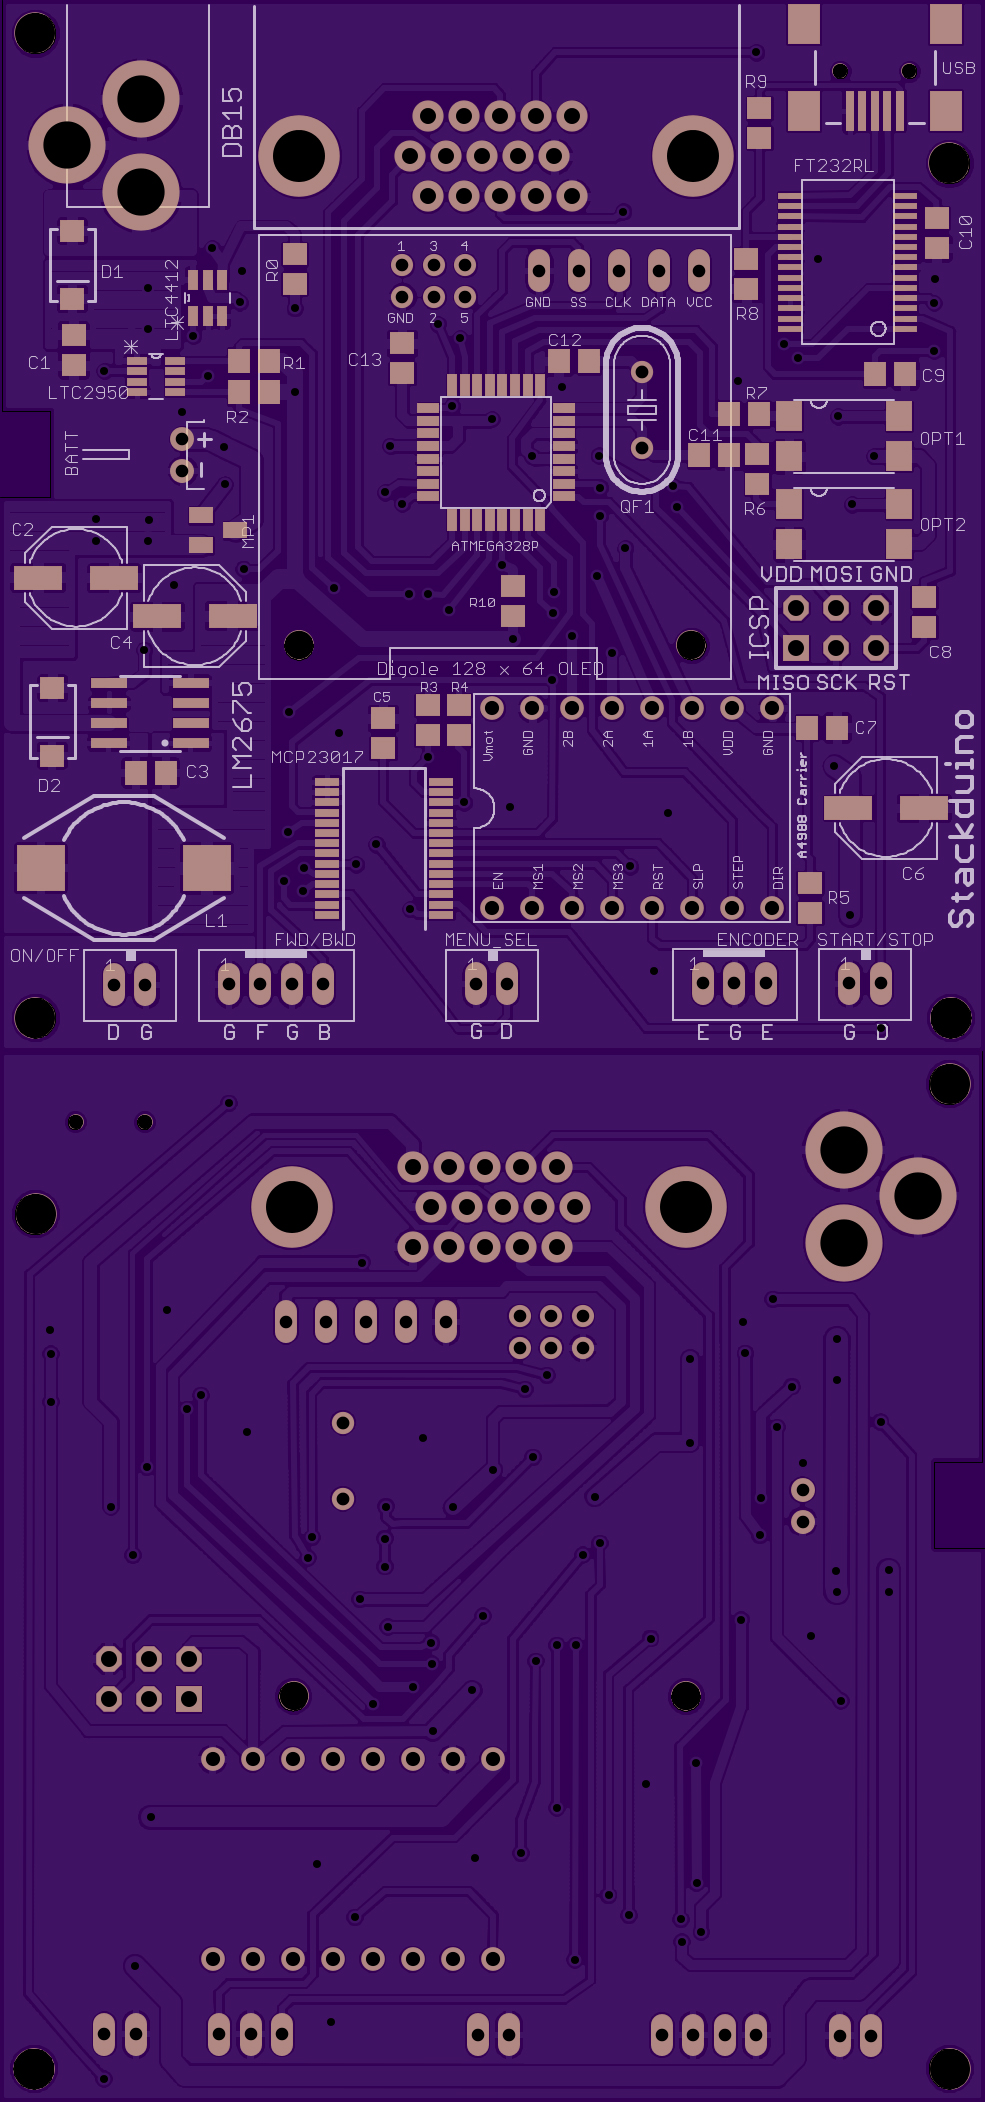 USB
R9
DB15
FT232RL
C10
1 3 4
D1
LTC4412
R0
GND SS CLK DATA VCC
GND 2 5
R8
C1
C13
C12
R1
LTC2950
C9
R2
R7
BATT
+
-
C11
OPT1
QF1
R6
C2
MP1
OPT2
ATMEGA328P
VDD MOSI GND
R10
ICSP
C4
C8
Digole 128 x 64 OLED
MISO SCK RST
LM2675
R3 R4
C5
Vmot GND 2B 2A 1A 1B VDD GND
C7
MCP23017
C3
D2
A4988 Carrier
Stackduino
C6
EN MS1 MS2 MS3 RST SLP STEP DIR
R5
L1
ON/OFF
FWD/BWD
MENU_SEL
ENCODER
START/STOP
1 1 1 1 1
D G
G F G B
G D
E G E
G D